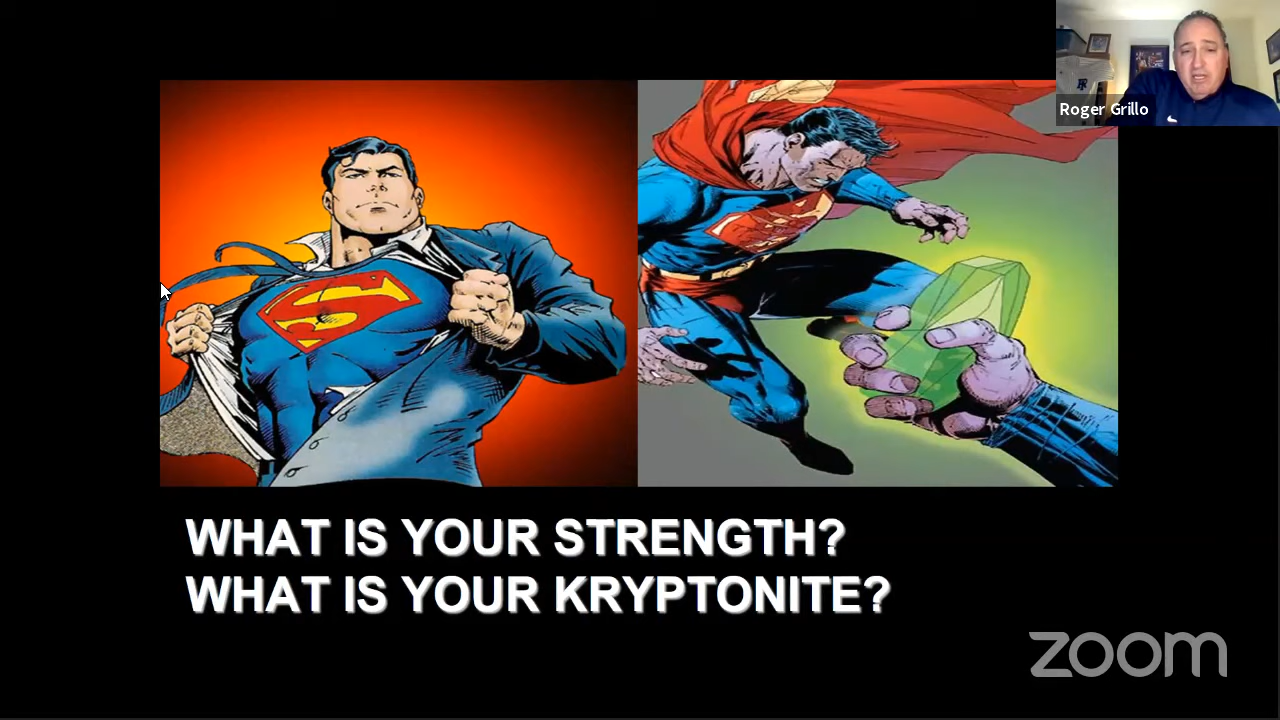 Roger Grillo
WHAT IS YOUR STRENGTH?
WHAT IS YOUR KRYPTONITE?
zoom